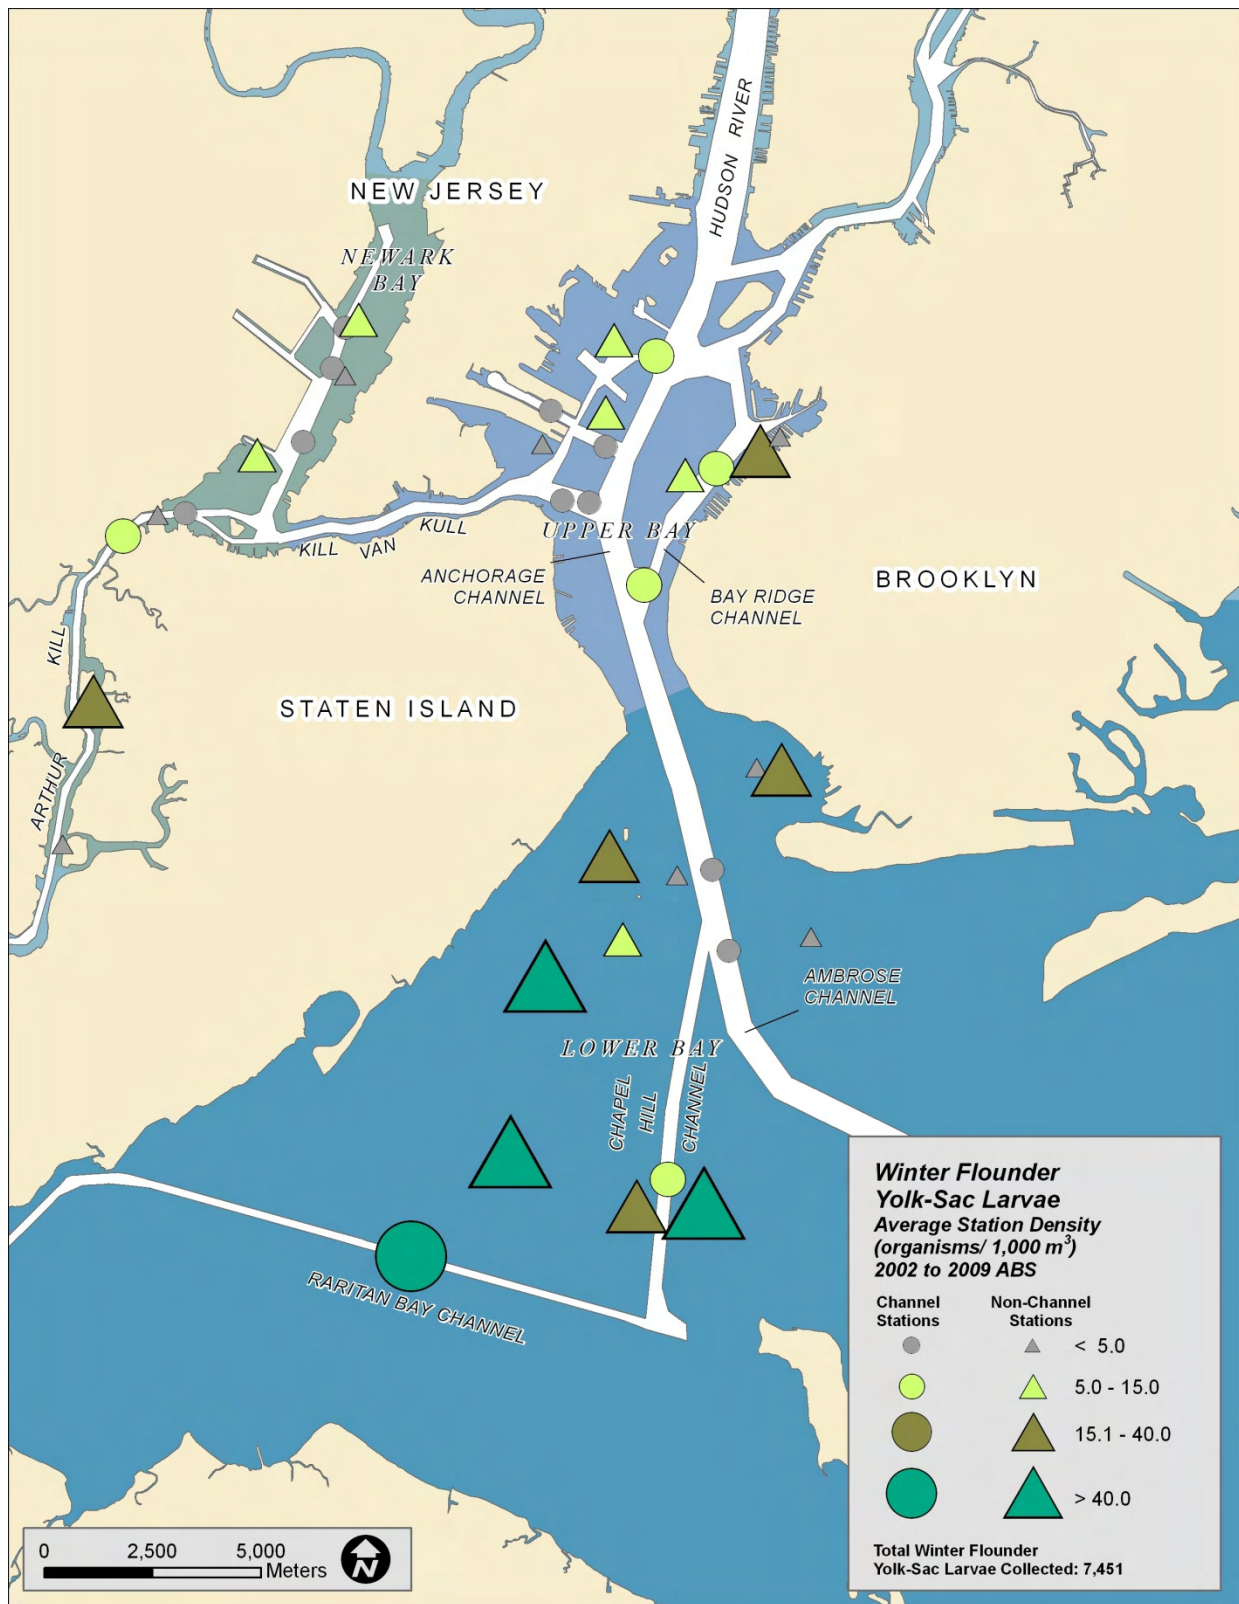 HUDSON RIVER
NEW JERSEY
NEWARK
BAY
KILL VAN KULL
UPPER BAY
ANCHORAGE
CHANNEL
BAY RIDGE
CHANNEL
BROOKLYN
KILL
ARTHUR
STATEN ISLAND
AMBROSE
CHANNEL
LOWER BAY
CHAPEL
HILL
CHANNEL
RARITAN BAY CHANNEL
Winter Flounder
Yolk-Sac Larvae
Average Station Density
(organisms/ 1,000 m³)
2002 to 2009 ABS
Channel Stations
Non-Channel Stations
< 5.0
5.0 - 15.0
15.1 - 40.0
> 40.0
Total Winter Flounder
Yolk-Sac Larvae Collected: 7,451
0 2,500 5,000
Meters
N